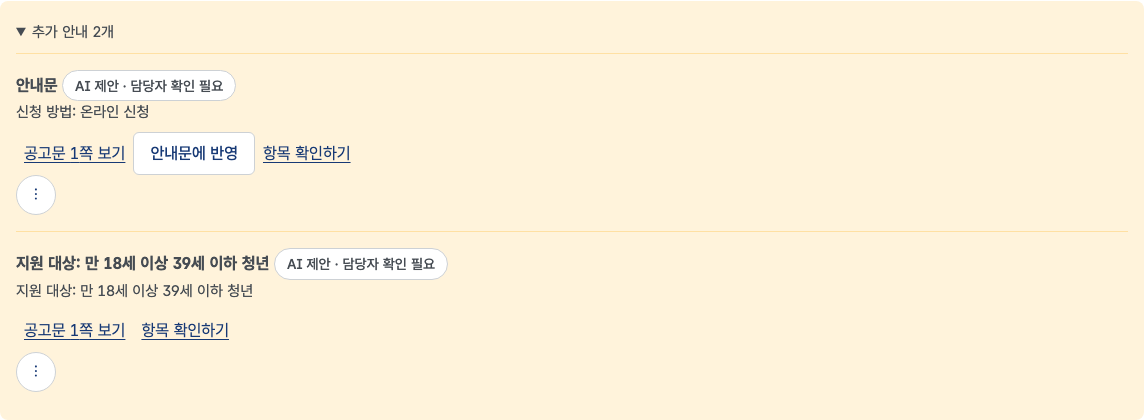 ▼ 추가 안내 2개
안내문 AI 제안 · 담당자 확인 필요
신청 방법: 온라인 신청
공고문 1쪽 보기 안내문에 반영 항목 확인하기
⋮
지원 대상: 만 18세 이상 39세 이하 청년 AI 제안 · 담당자 확인 필요
지원 대상: 만 18세 이상 39세 이하 청년
공고문 1쪽 보기 항목 확인하기
⋮